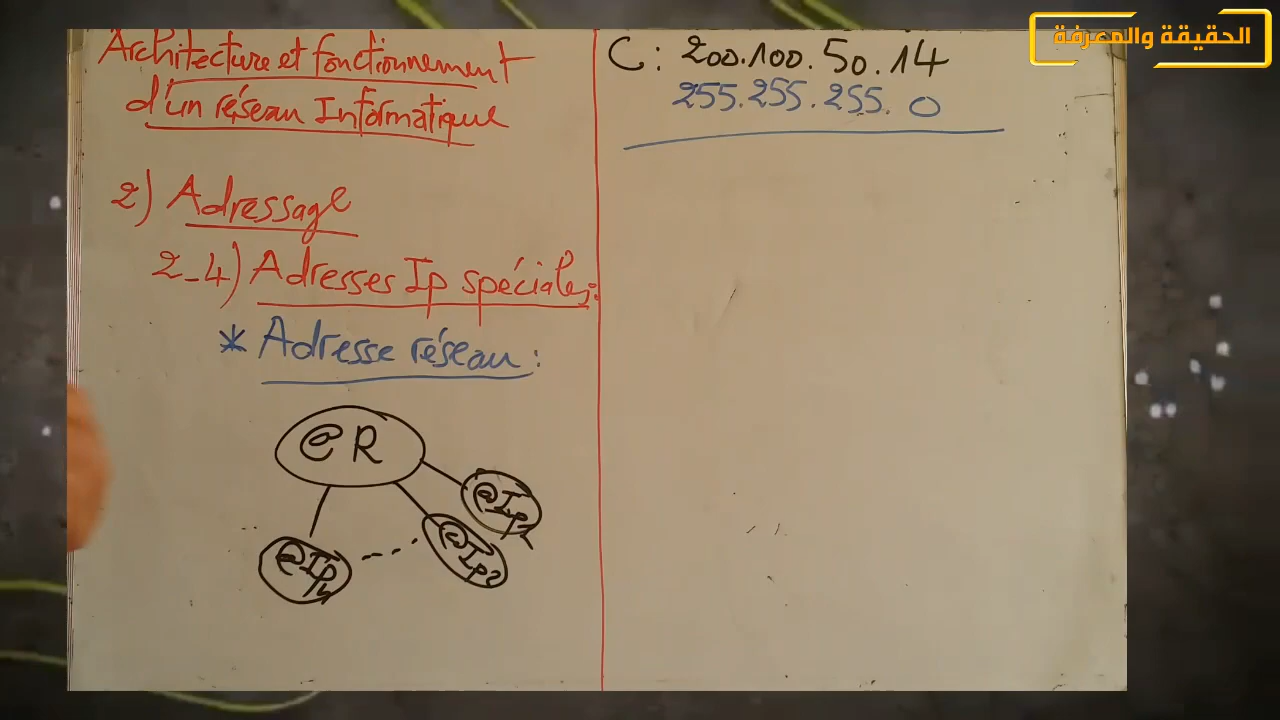 الحقيقة والمعرفة
Architecture et fonctionnement
d'un réseau Informatique
2) Adressage
2-4) Adresses Ip spéciales:
* Adresse réseau:
@R
@Ip1
@Ip2
C: 200.100.50.14
255.255.255.0